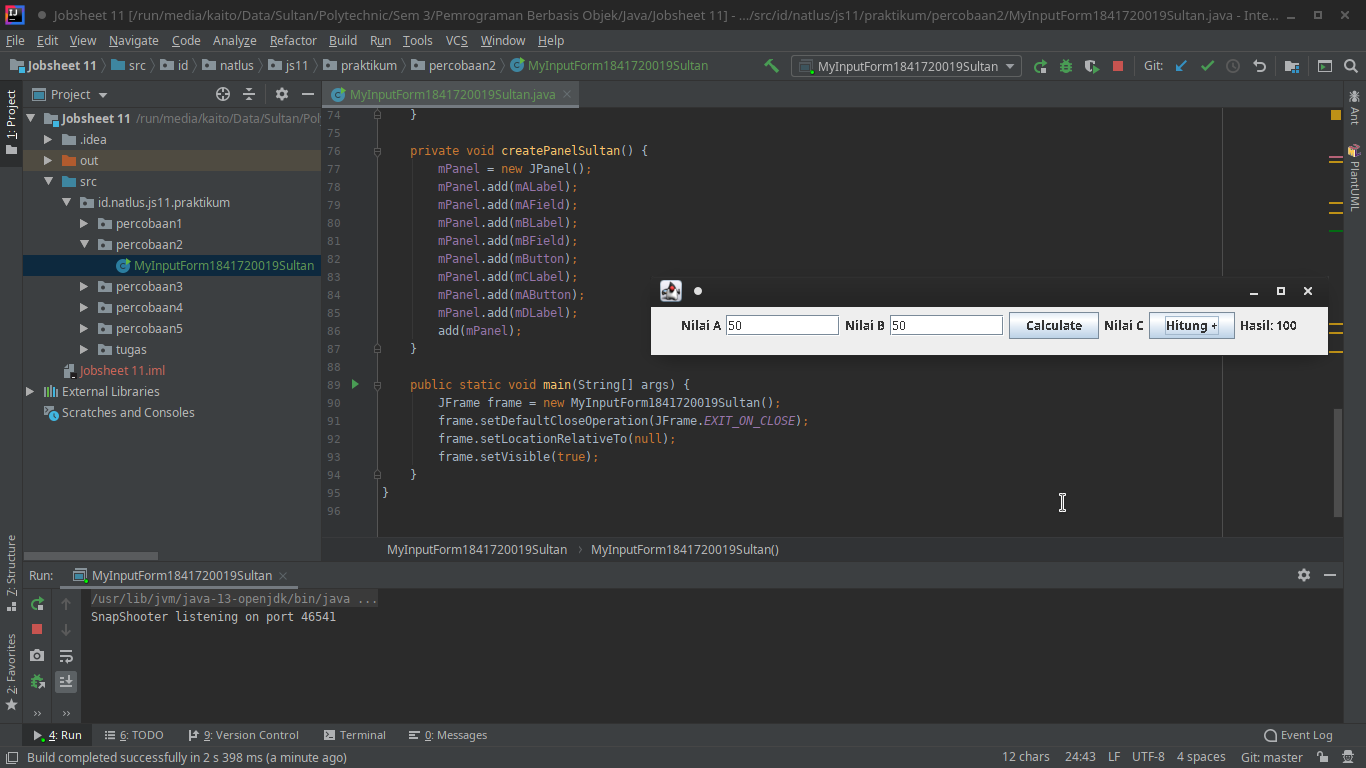 Jobsheet 11 [/run/media/kaito/Data/Sultan/Polytechnic/Sem 3/Pemrograman Berbasis Objek/Java/Jobsheet 11] - .../src/id/natlus/js11/praktikum/percobaan2/MyInputForm1841720019Sultan.java - Inte...
File Edit View Navigate Code Analyze Refactor Build Run Tools VCS Window Help
Jobsheet 11 src id natlus js11 praktikum percobaan2 MyInputForm1841720019Sultan
MyInputForm1841720019Sultan
Git:
1: Project
Project
MyInputForm1841720019Sultan.java
Jobsheet 11 /run/media/kaito/Data/Sultan/Pol
.idea
out
src
id.natlus.js11.praktikum
percobaan1
percobaan2
MyInputForm1841720019Sultan
percobaan3
percobaan4
percobaan5
tugas
Jobsheet 11.iml
External Libraries
Scratches and Consoles
74 }
75
76 private void createPanelSultan() {
77 mPanel = new JPanel();
78 mPanel.add(mALabel);
79 mPanel.add(mAField);
80 mPanel.add(mBLabel);
81 mPanel.add(mBField);
82 mPanel.add(mButton);
83 mPanel.add(mCLabel);
84 mPanel.add(mAButton);
85 mPanel.add(mDLabel);
86 add(mPanel);
87 }
88
89 public static void main(String[] args) {
90 JFrame frame = new MyInputForm1841720019Sultan();
91 frame.setDefaultCloseOperation(JFrame.EXIT_ON_CLOSE);
92 frame.setLocationRelativeTo(null);
93 frame.setVisible(true);
94 }
95 }
96
Nilai A 50 Nilai B 50 Calculate Nilai C Hitung + Hasil: 100
Ant
PlantUML
MyInputForm1841720019Sultan › MyInputForm1841720019Sultan()
Z: Structure
2: Favorites
Run: MyInputForm1841720019Sultan
/usr/lib/jvm/java-13-openjdk/bin/java ...
SnapShooter listening on port 46541
4: Run 6: TODO 9: Version Control Terminal 0: Messages Event Log
Build completed successfully in 2 s 398 ms (a minute ago) 12 chars 24:43 LF UTF-8 4 spaces Git: master